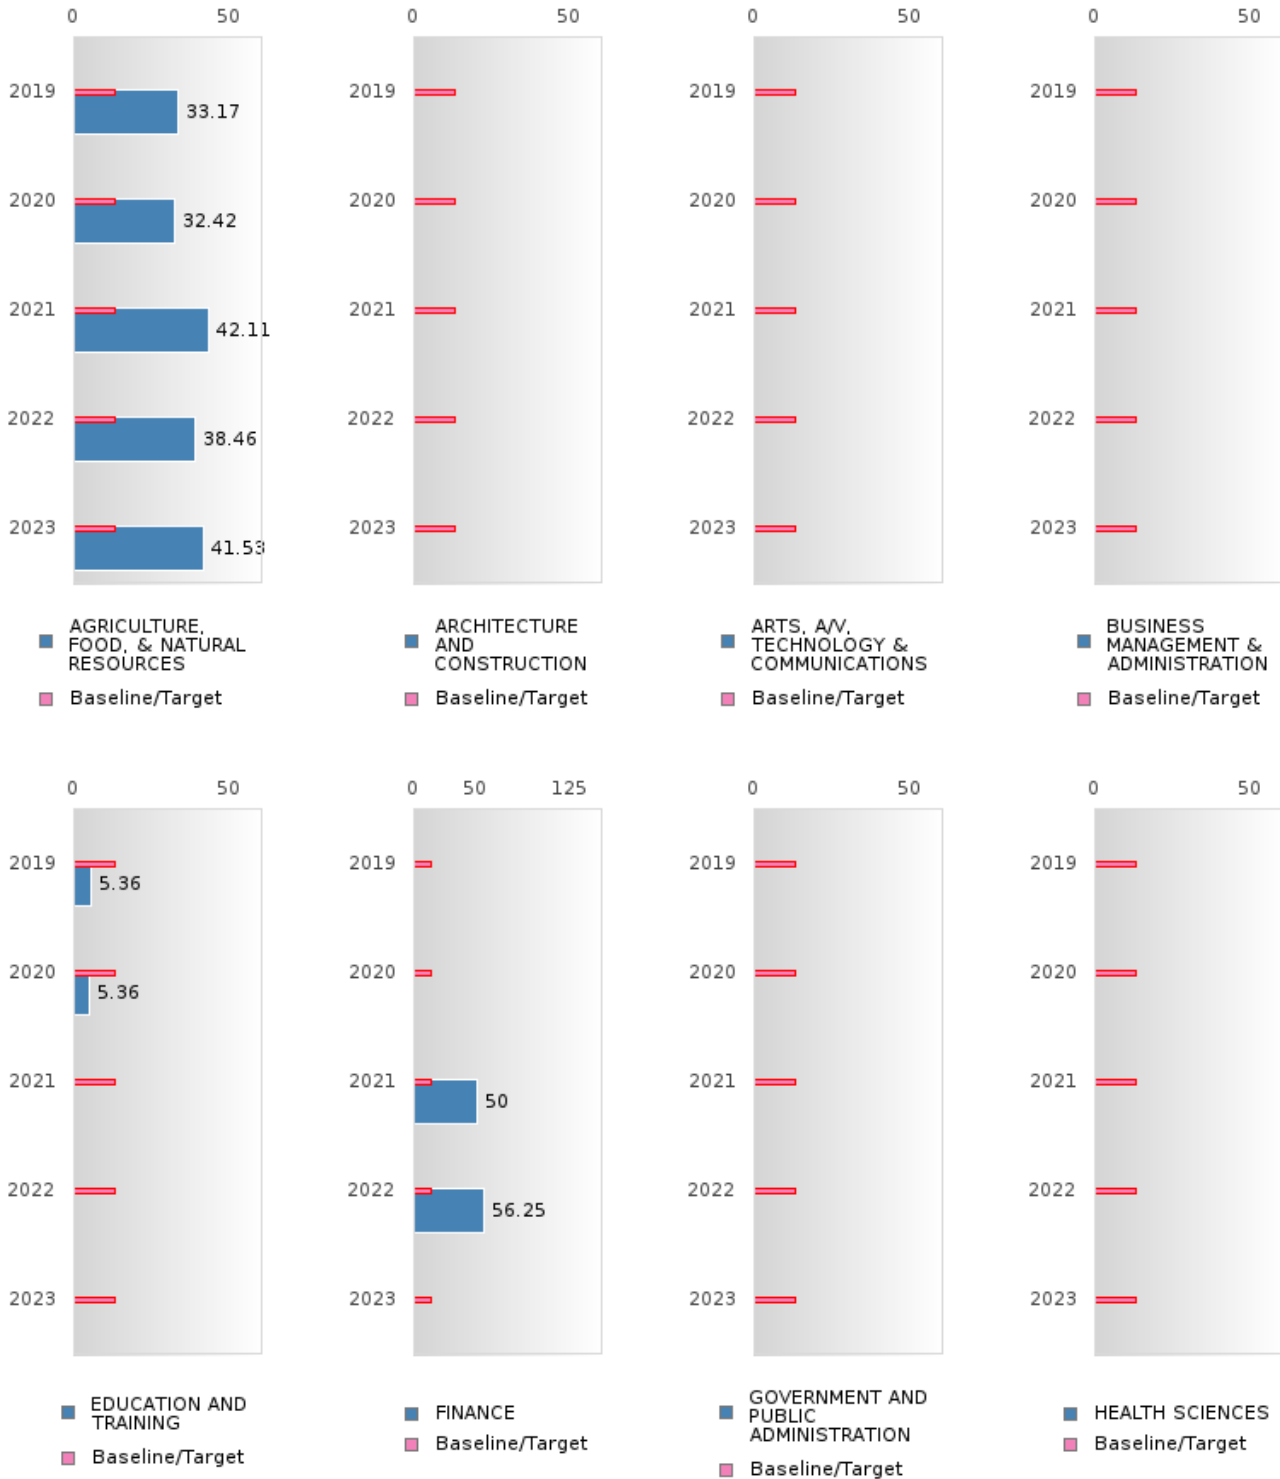 0 50
2019
33.17
2020
32.42
2021
42.11
2022
38.46
2023
41.53
AGRICULTURE,
FOOD, & NATURAL
RESOURCES
Baseline/Target
0 50
2019
2020
2021
2022
2023
ARCHITECTURE
AND
CONSTRUCTION
Baseline/Target
0 50
2019
2020
2021
2022
2023
ARTS, A/V,
TECHNOLOGY &
COMMUNICATIONS
Baseline/Target
0 50
2019
2020
2021
2022
2023
BUSINESS
MANAGEMENT &
ADMINISTRATION
Baseline/Target
0 50
2019
5.36
2020
5.36
2021
2022
2023
EDUCATION AND
TRAINING
Baseline/Target
0 50 125
2019
2020
2021
50
2022
56.25
2023
FINANCE
Baseline/Target
0 50
2019
2020
2021
2022
2023
GOVERNMENT AND
PUBLIC
ADMINISTRATION
Baseline/Target
0 50
2019
2020
2021
2022
2023
HEALTH SCIENCES
Baseline/Target